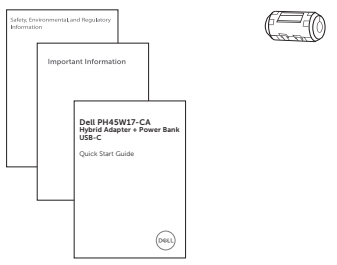 Safety, Environmental, and Regulatory
Information
Important Information
Dell PH45W17-CA
Hybrid Adapter + Power Bank
USB-C
Quick Start Guide
DELL